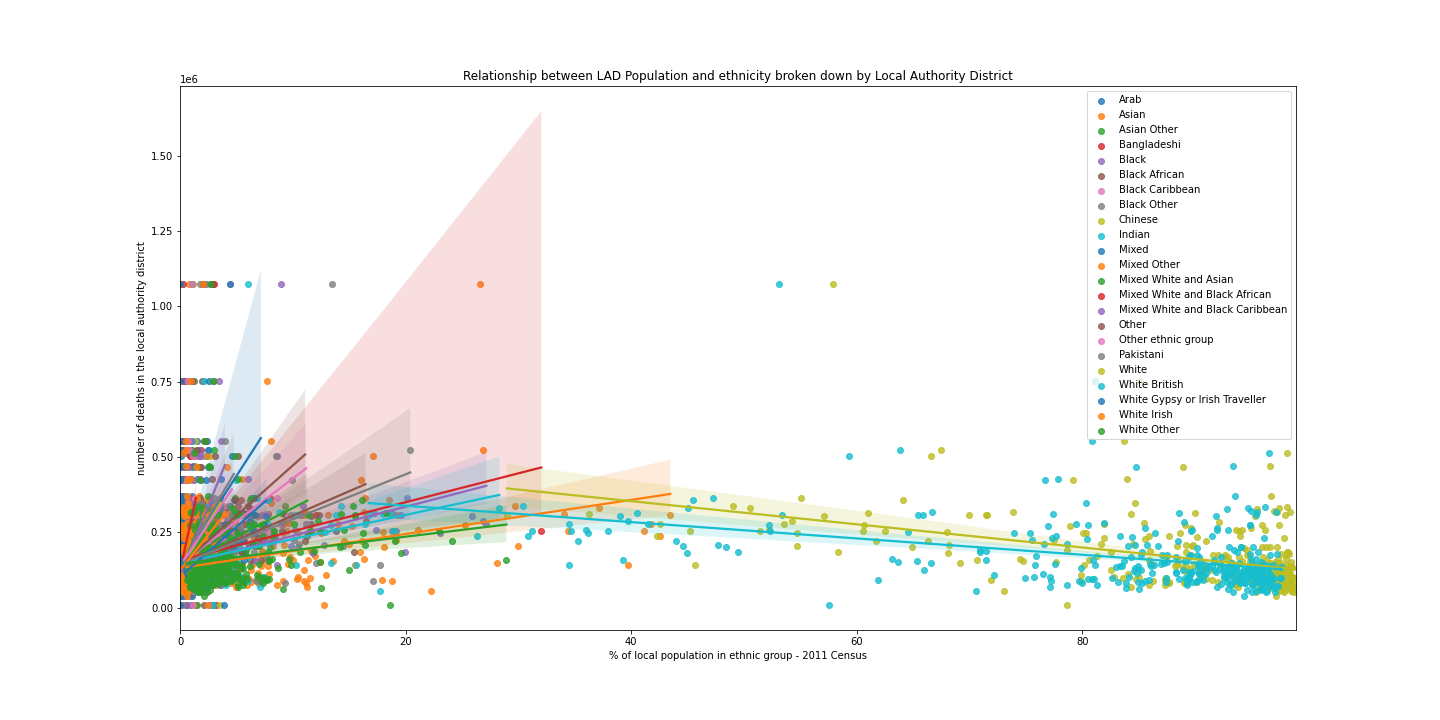 Relationship between LAD Population and ethnicity broken down by Local Authority District
1e6
1.50
1.25
1.00
0.75
0.50
0.25
0.00
number of deaths in the local authority district
0 20 40 60 80
% of local population in ethnic group - 2011 Census
Arab
Asian
Asian Other
Bangladeshi
Black
Black African
Black Caribbean
Black Other
Chinese
Indian
Mixed
Mixed Other
Mixed White and Asian
Mixed White and Black African
Mixed White and Black Caribbean
Other
Other ethnic group
Pakistani
White
White British
White Gypsy or Irish Traveller
White Irish
White Other